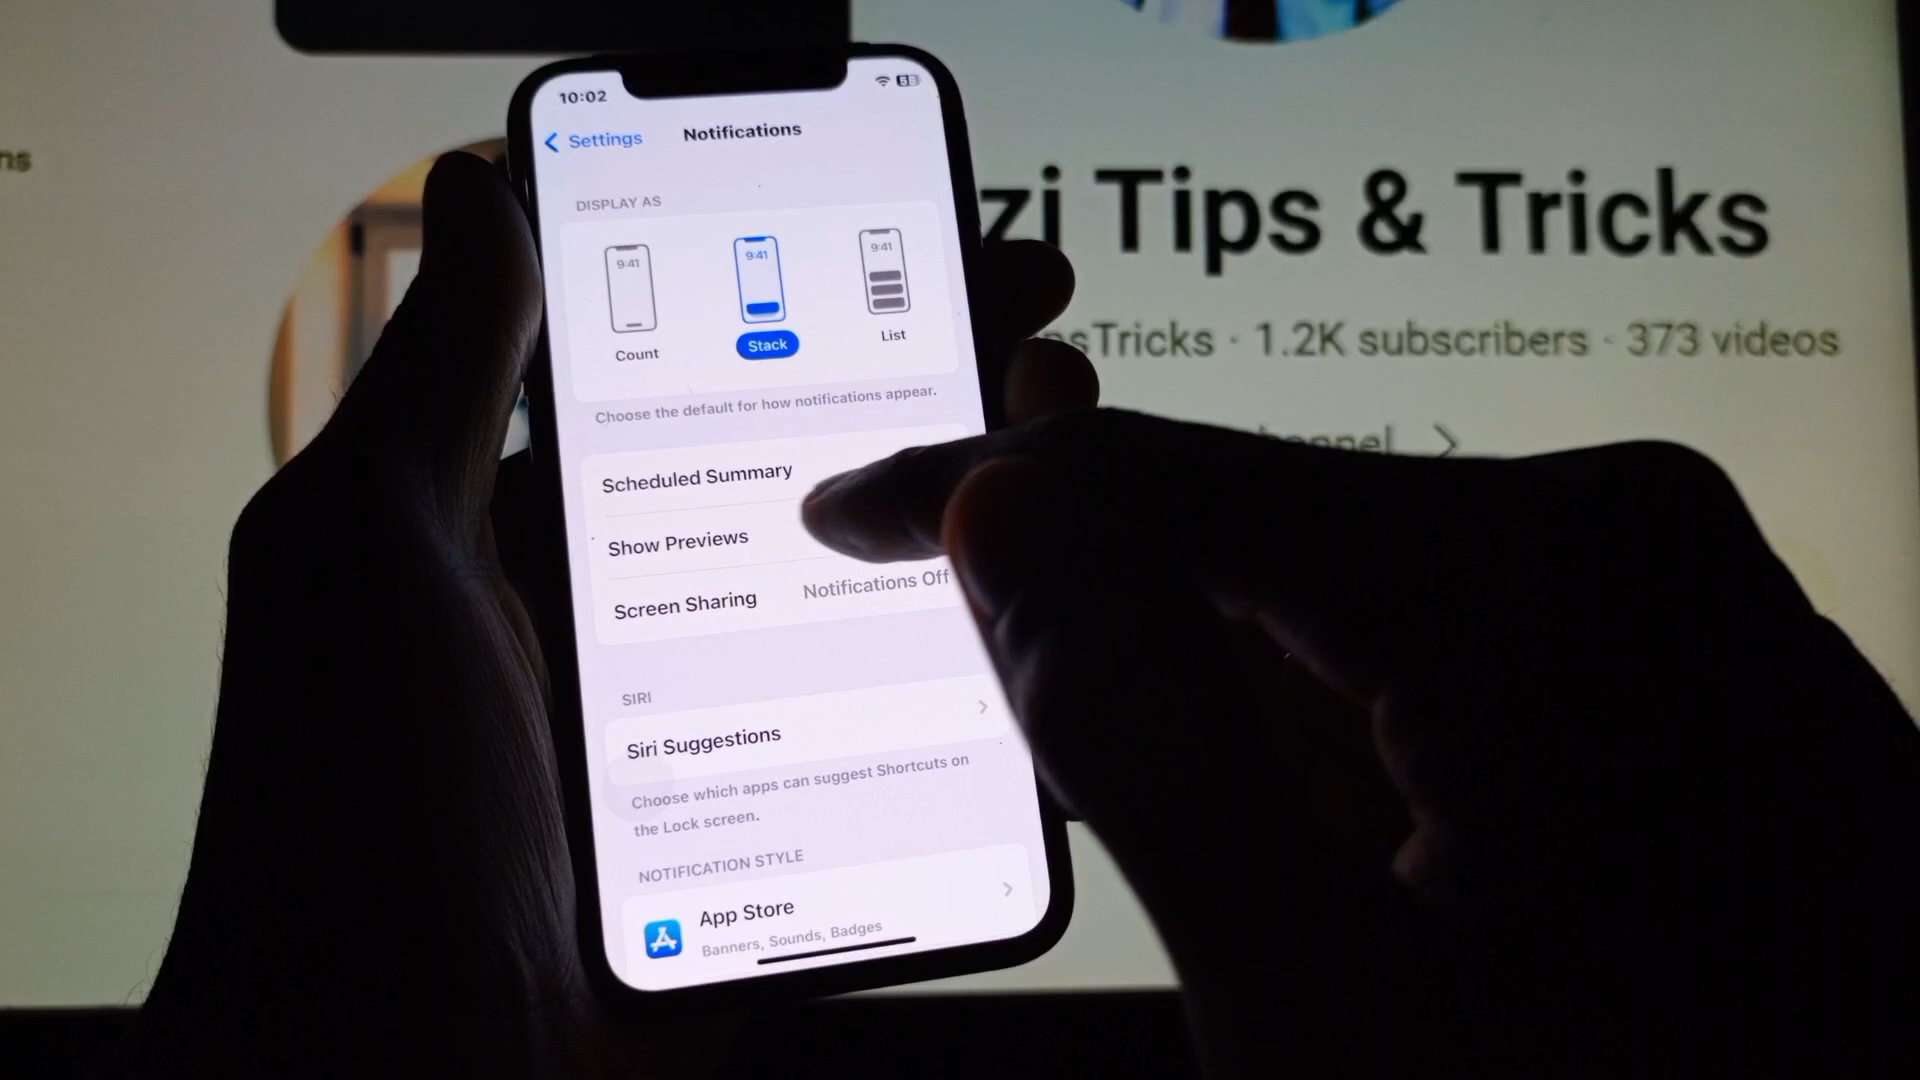 ns
10:02
Settings
Notifications
DISPLAY AS
9:41
9:41
9:41
Count
Stack
List
Choose the default for how notifications appear.
Scheduled Summary
Show Previews
Screen Sharing
Notifications Off
SIRI
Siri Suggestions
Choose which apps can suggest Shortcuts on
the Lock screen.
NOTIFICATION STYLE
App Store
Banners, Sounds, Badges
zi Tips & Tricks
psTricks · 1.2K subscribers · 373 videos